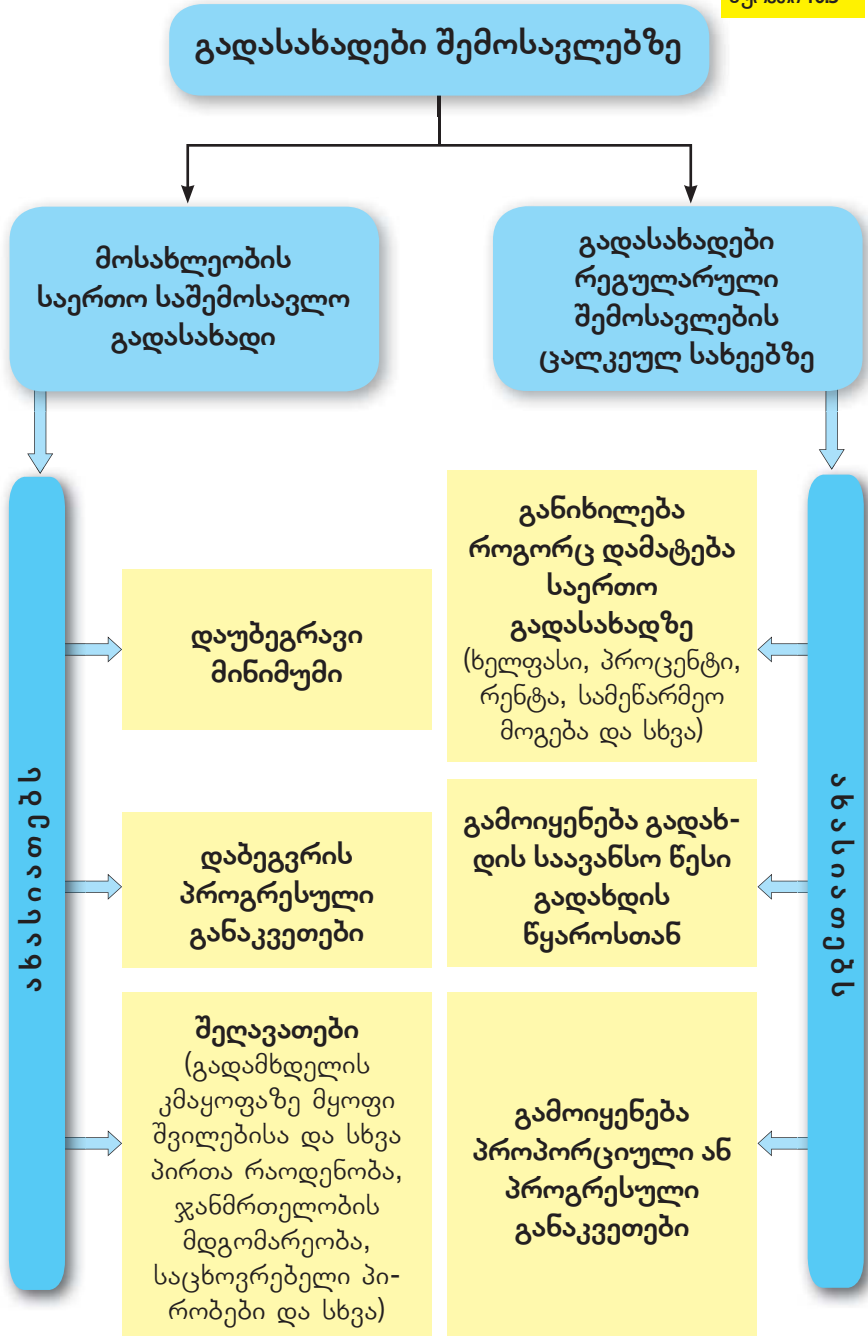 გადასახადები შემოსავლებზე
მოსახლეობის
საერთო საშემოსავლო
გადასახადი
გადასახადები
რეგულარული
შემოსავლების
ცალკეულ სახეებზე
ახასიათებს
დაუბეგრავი
მინიმუმი
დაბეგვრის
პროგრესული
განაკვეთები
შეღავათები
(გადამხდელის
კმაყოფაზე მყოფი
შვილებისა და სხვა
პირთა რაოდენობა,
ჯანმრთელობის
მდგომარეობა,
საცხოვრებელი პი-
რობები და სხვა)
განიხილება
როგორც დამატება
საერთო
გადასახადზე
(ხელფასი, პროცენტი,
რენტა, სამეწარმეო
მოგება და სხვა)
გამოიყენება გადახ-
დის საავანსო წესი
გადახდის
წყაროსთან
გამოიყენება
პროპორციული ან
პროგრესული
განაკვეთები
ახასიათებს